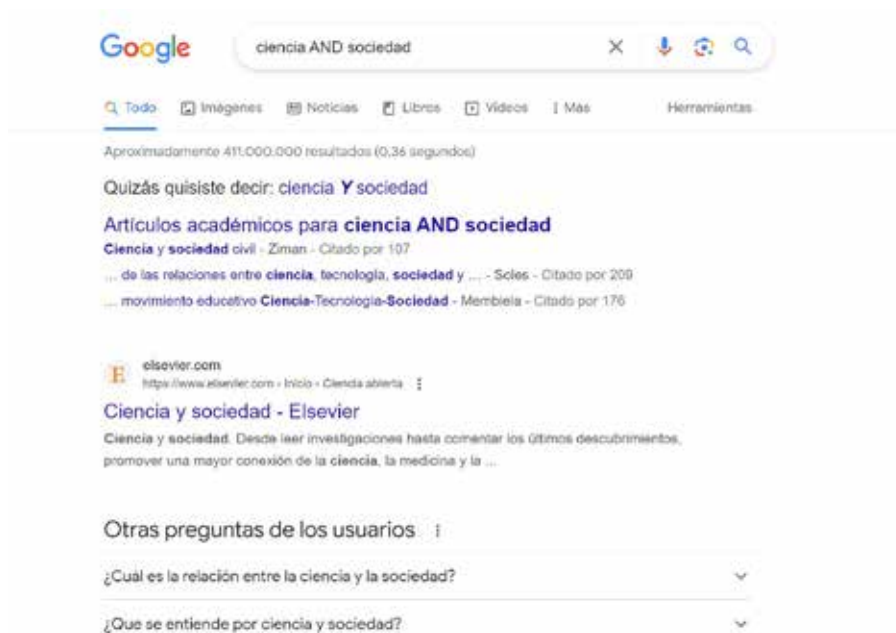 Google
ciencia AND sociedad
Todo Imágenes Noticias Libros Vídeos Más Herramientas
Aproximadamente 411.000.000 resultados (0,36 segundos)
Quizás quisiste decir: ciencia Y sociedad
Artículos académicos para ciencia AND sociedad
Ciencia y sociedad civil - Ziman - Citado por 107
... de las relaciones entre ciencia, tecnología, sociedad y ... - Soles - Citado por 209
... movimiento educativo Ciencia-Tecnología-Sociedad - Membiela - Citado por 176
E
elsevier.com
https://www.elsevier.com › Inicio › Ciencia abierta
Ciencia y sociedad - Elsevier
Ciencia y sociedad. Desde leer investigaciones hasta comentar los últimos descubrimientos,
promover una mayor conexión de la ciencia, la medicina y la ...
Otras preguntas de los usuarios
¿Cuál es la relación entre la ciencia y la sociedad?
¿Que se entiende por ciencia y sociedad?